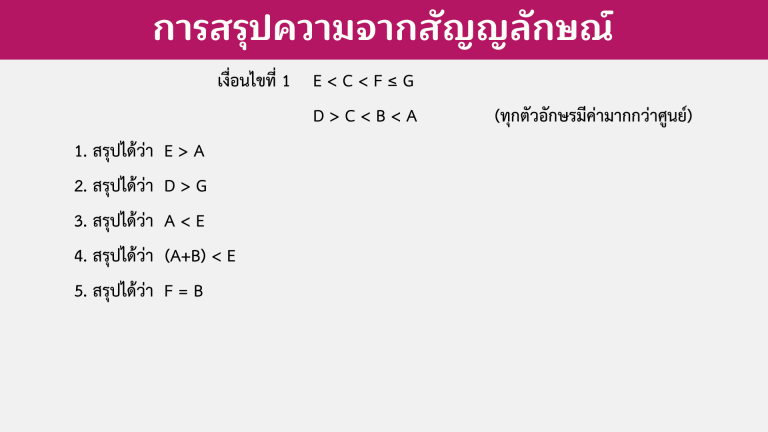 การสรุปความจากสัญญลักษณ์
เงื่อนไขที่ 1 E < C < F ≤ G
D > C < B < A (ทุกตัวอักษรมีค่ามากกว่าศูนย์)
1. สรุปได้ว่า E > A
2. สรุปได้ว่า D > G
3. สรุปได้ว่า A < E
4. สรุปได้ว่า (A+B) < E
5. สรุปได้ว่า F = B